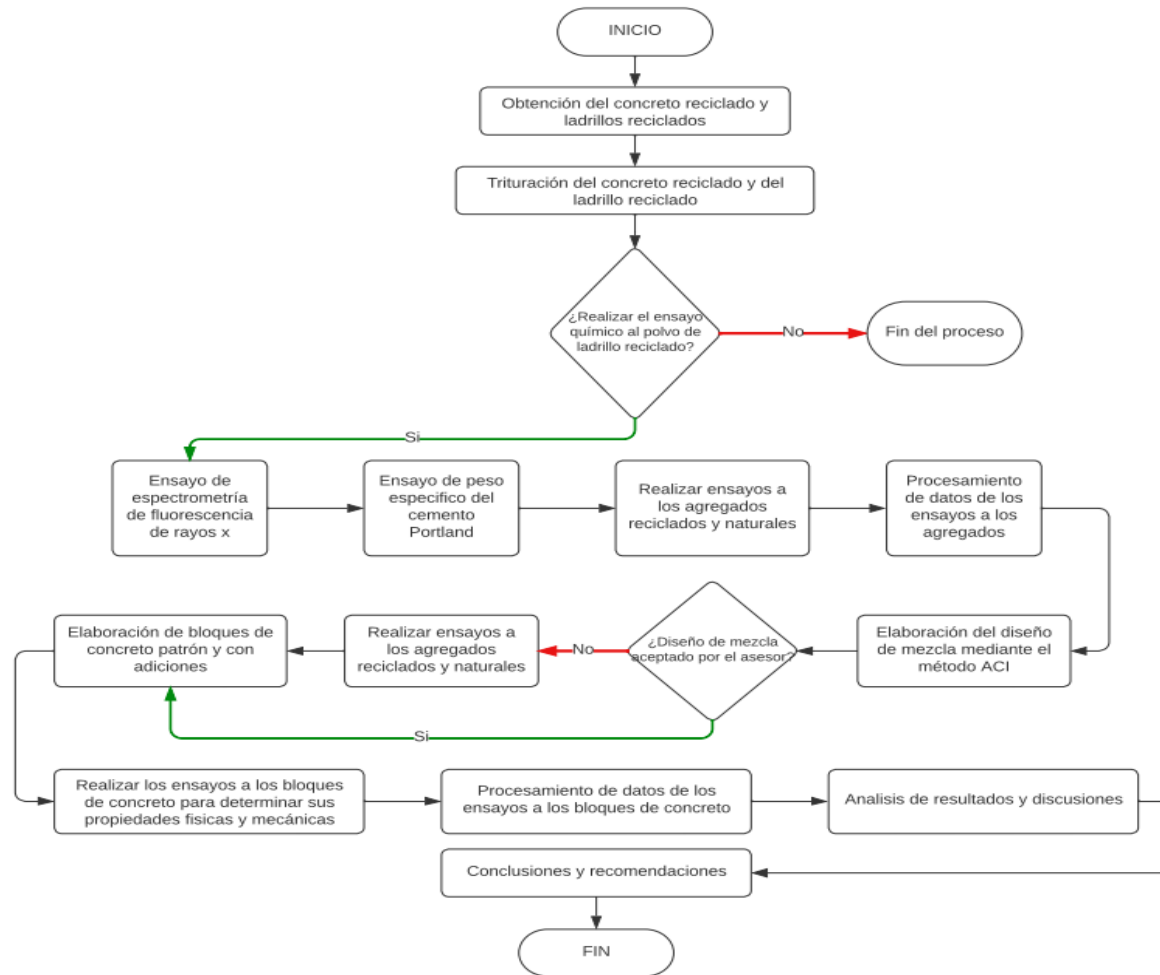 INICIO
Obtención del concreto reciclado y
ladrillos reciclados
Trituración del concreto reciclado y del
ladrillo reciclado
¿Realizar el ensayo
químico al polvo de
ladrillo reciclado?
No
Fin del proceso
Si
Ensayo de
espectrometría
de fluorescencia
de rayos x
Ensayo de peso
especifico del
cemento
Portland
Realizar ensayos a
los agregados
reciclados y naturales
Procesamiento
de datos de los
ensayos a los
agregados
Elaboración del diseño
de mezcla mediante el
método ACI
¿Diseño de mezcla
aceptado por el asesor?
No
Realizar ensayos a
los agregados
reciclados y naturales
Elaboración de bloques de
concreto patrón y con
adiciones
Si
Realizar los ensayos a los bloques
de concreto para determinar sus
propiedades fisicas y mecánicas
Procesamiento de datos de los
ensayos a los bloques de concreto
Analisis de resultados y discusiones
Conclusiones y recomendaciones
FIN